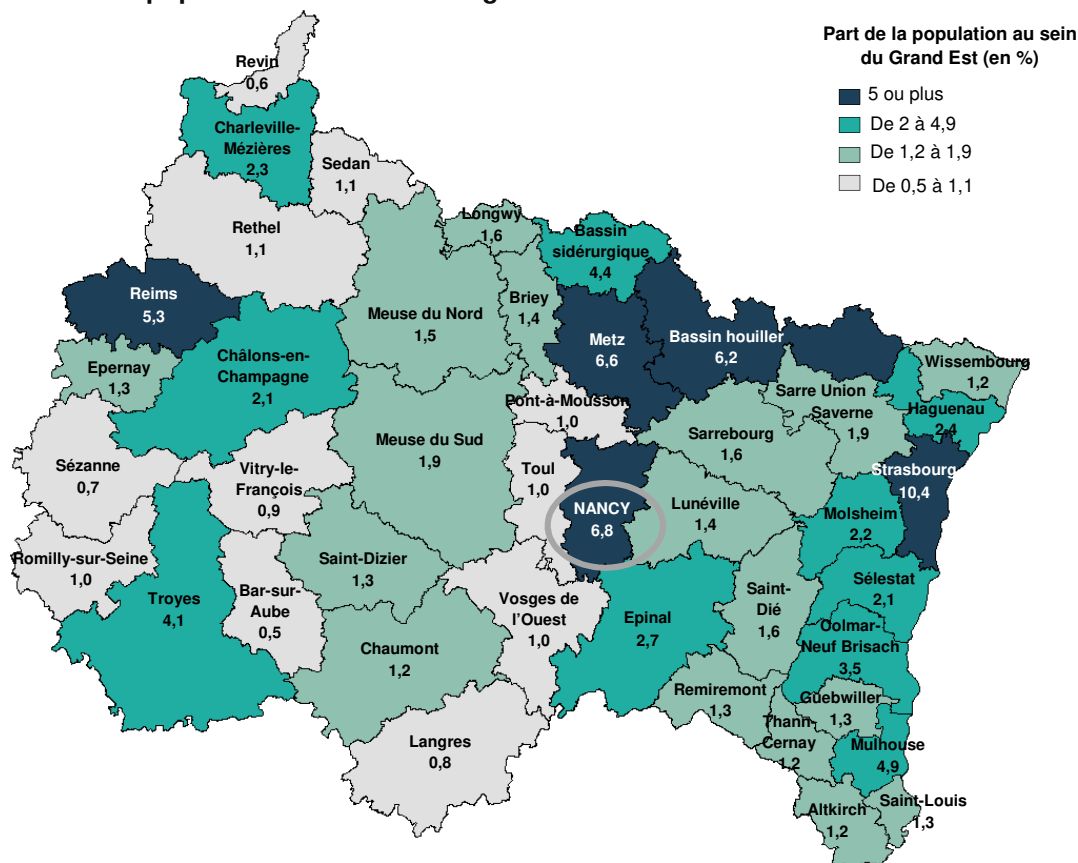 Part de la population au sein
du Grand Est (en %)
5 ou plus
De 2 à 4,9
De 1,2 à 1,9
De 0,5 à 1,1
Revin
0,6
Charleville-
Mézières
2,3
Sedan
1,1
Rethel
1,1
Longwy
1,6
Bassin
sidérurgique
4,4
Reims
5,3
Meuse du Nord
1,5
Briey
1,4
Metz
6,6
Bassin houiller
6,2
Epernay
1,3
Châlons-en-
Champagne
2,1
Wissembourg
1,2
Sarre Union
Saverne
1,9
Haguenau
2,4
Pont-à-Mousson
1,0
Sézanne
0,7
Vitry-le-
François
0,9
Meuse du Sud
1,9
Toul
1,0
Sarrebourg
1,6
Strasbourg
10,4
NANCY
6,8
Lunéville
1,4
Molsheim
2,2
Romilly-sur-Seine
1,0
Troyes
4,1
Bar-sur-
Aube
0,5
Saint-Dizier
1,3
Vosges de
l'Ouest
1,0
Epinal
2,7
Saint-
Dié
1,6
Sélestat
2,1
Colmar-
Neuf Brisach
3,5
Chaumont
1,2
Remiremont
1,3
Guebwiller
1,3
Thann-
Cernay
1,2
Mulhouse
4,9
Langres
0,8
Altkirch
1,2
Saint-Louis
1,3